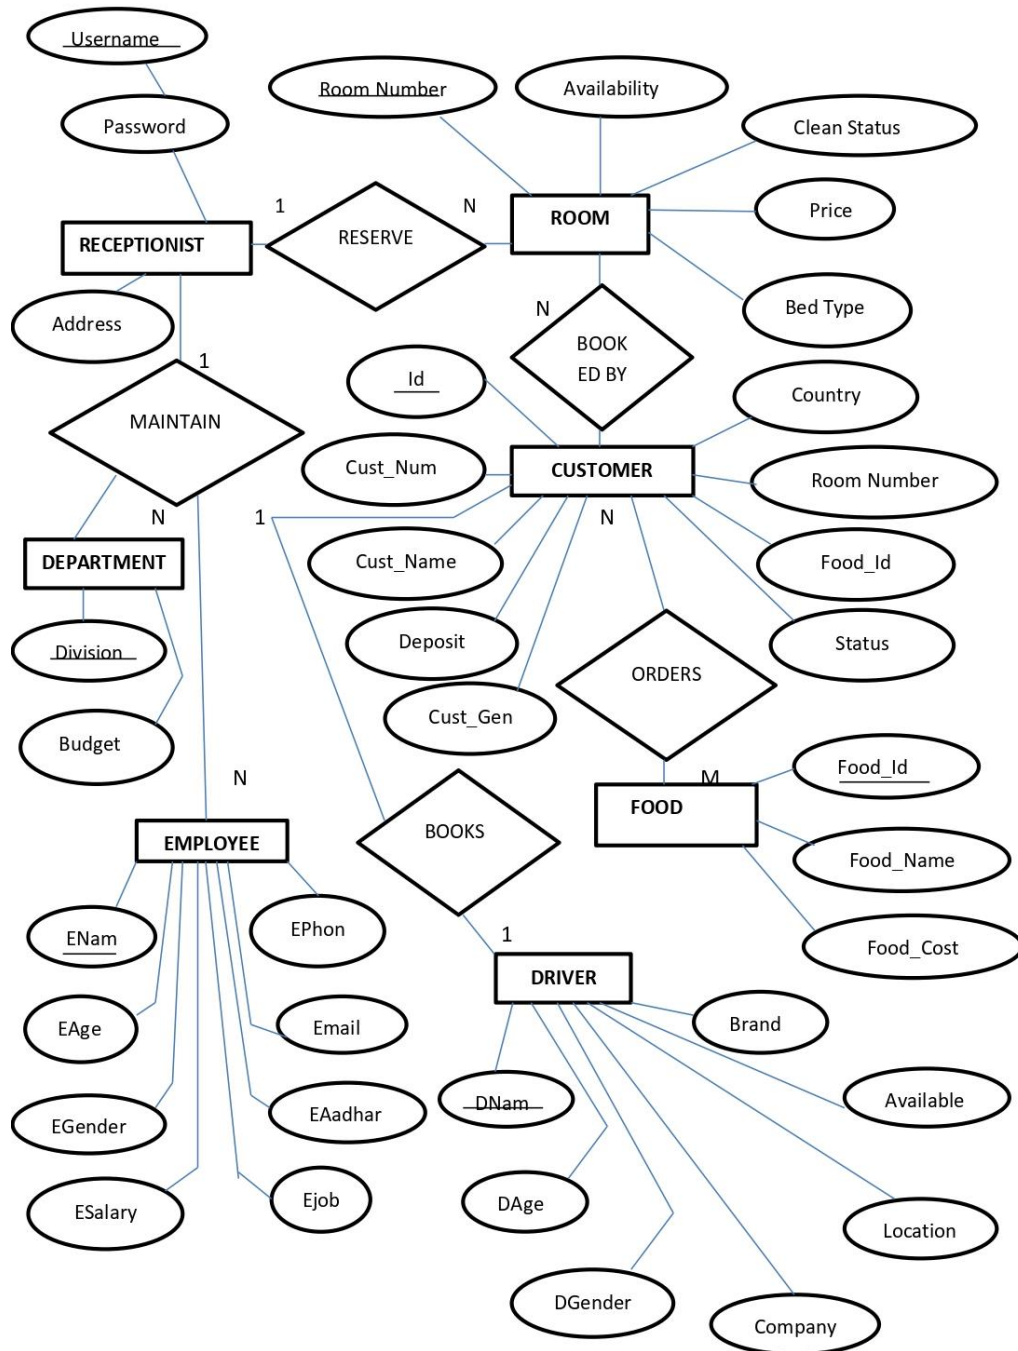 Username
Room Number
Availability
Clean Status
Password
Price
1
N
ROOM
RECEPTIONIST
RESERVE
Address
Bed Type
N
BOOK
ED BY
1
Id
Country
MAINTAIN
Cust_Num
CUSTOMER
Room Number
N
1
N
DEPARTMENT
Cust_Name
Food_Id
Division
Deposit
Status
ORDERS
Cust_Gen
Budget
N
M
Food_Id
FOOD
EMPLOYEE
BOOKS
Food_Name
ENam
EPhon
1
Food_Cost
DRIVER
EAge
Email
Brand
DNam
Available
EGender
EAadhar
ESalary
Ejob
DAge
Location
DGender
Company